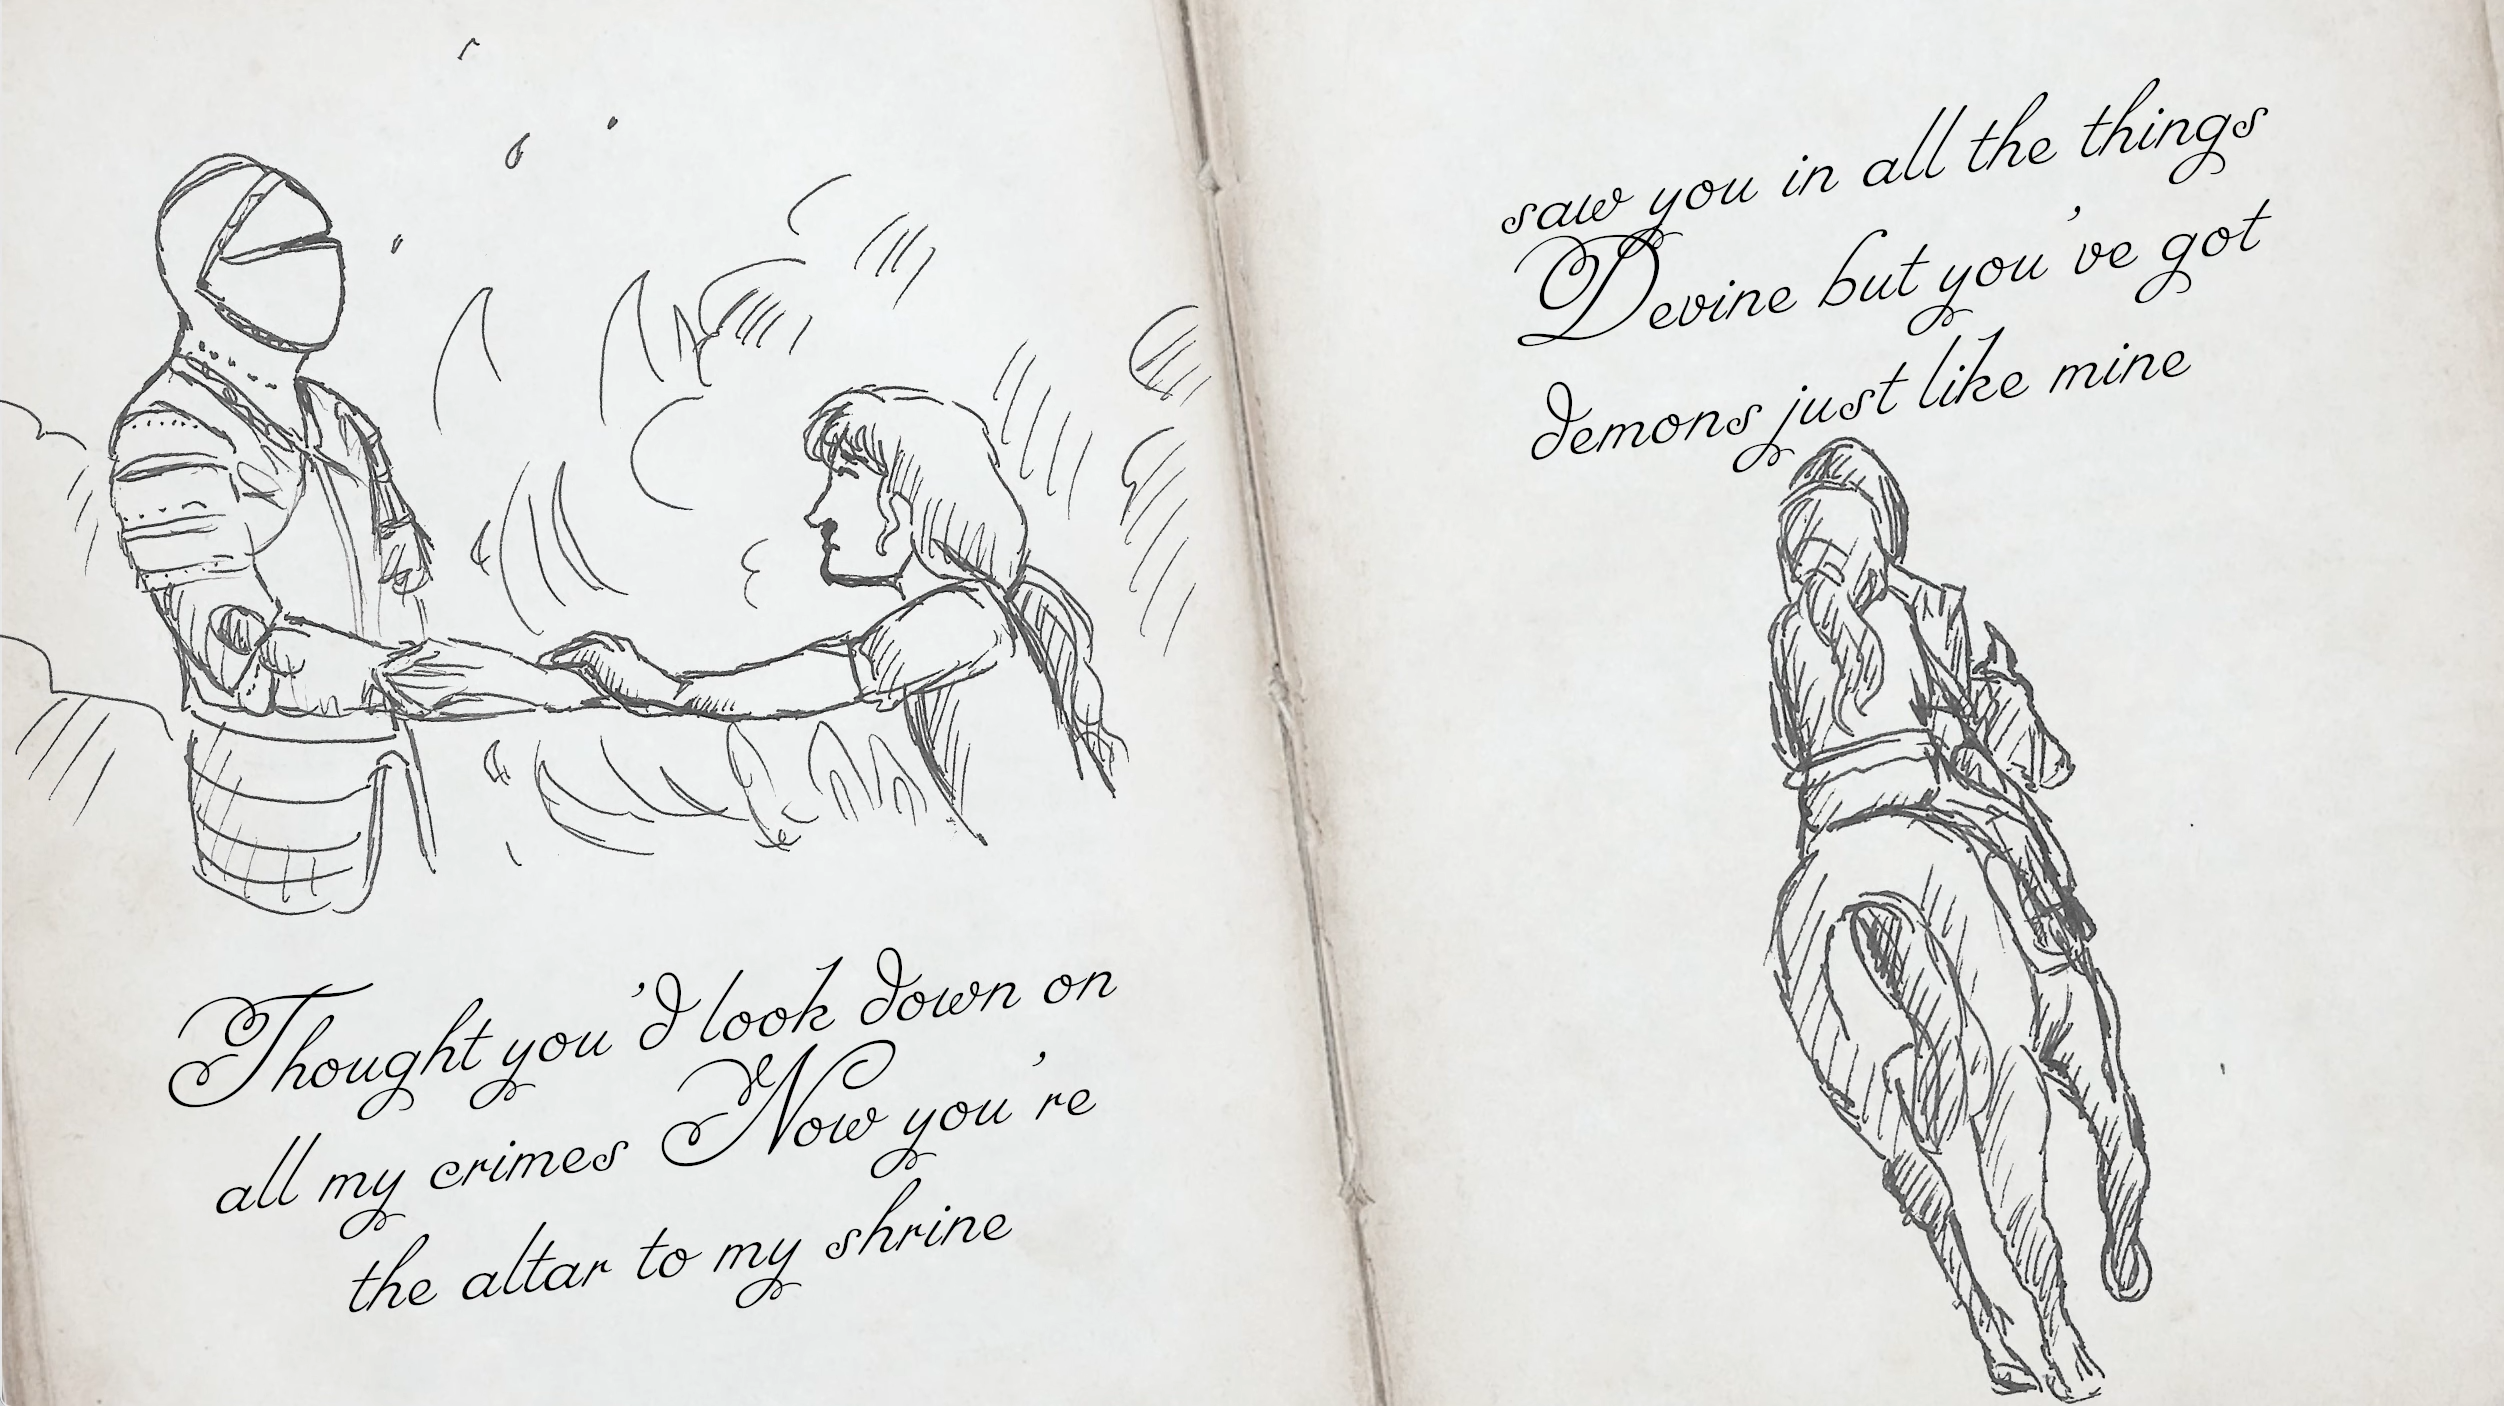 Thought you'd look down on
all my crimes Now you're
the altar to my shrine
saw you in all the things
Devine but you've got
demons just like mine